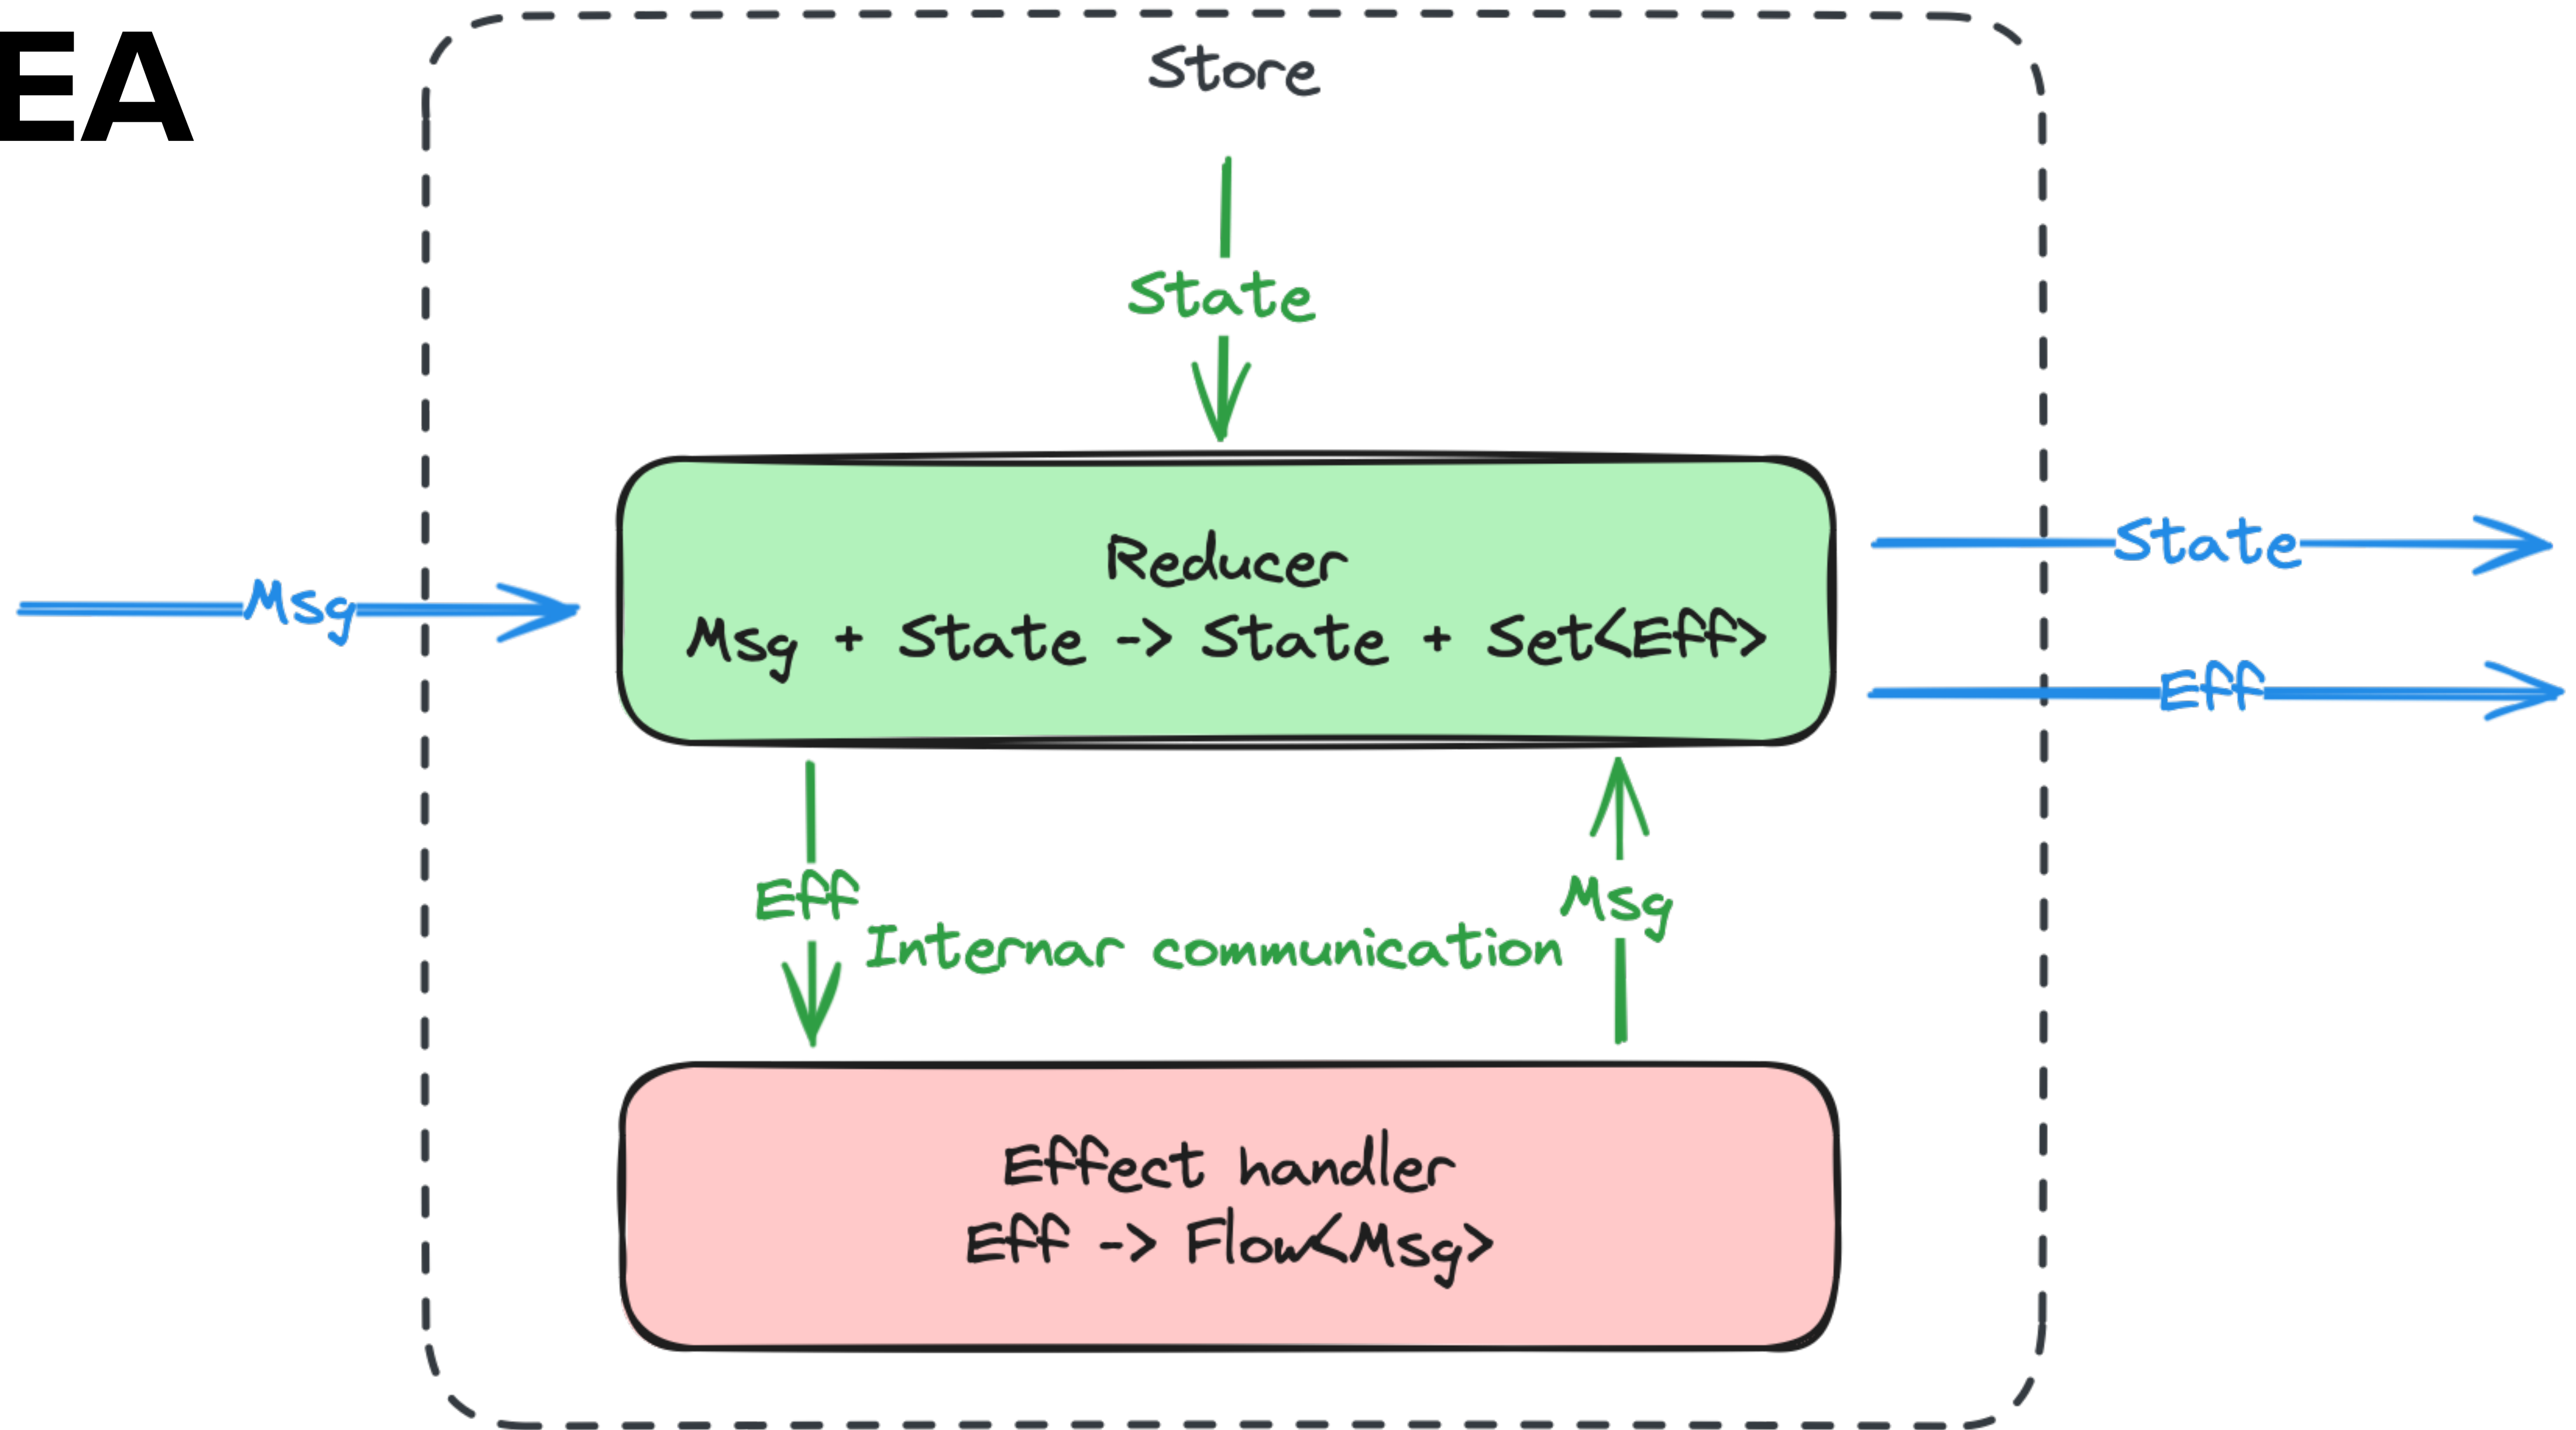 EA
Store
State
Msg
Reducer
Msg + State -> State + Set<Eff>
State
Eff
Eff
Internar communication
Msg
Effect handler
Eff -> Flow<Msg>